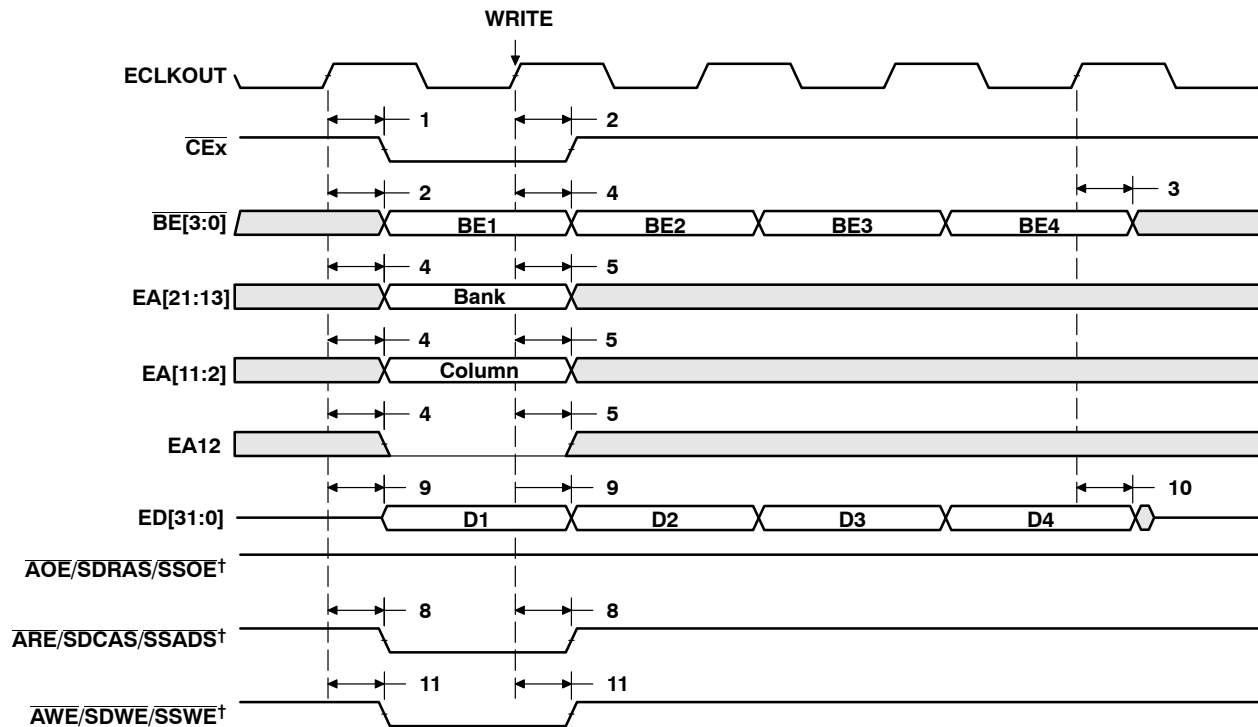 WRITE
ECLKOUT
1 2
CEx
2 4 3
BE[3:0] BE1 BE2 BE3 BE4
4 5
EA[21:13] Bank
4 5
EA[11:2] Column
4 5
EA12
9 9 10
ED[31:0] D1 D2 D3 D4
AOE/SDRAS/SSOE†
8 8
ARE/SDCAS/SSADS†
11 11
AWE/SDWE/SSWE†